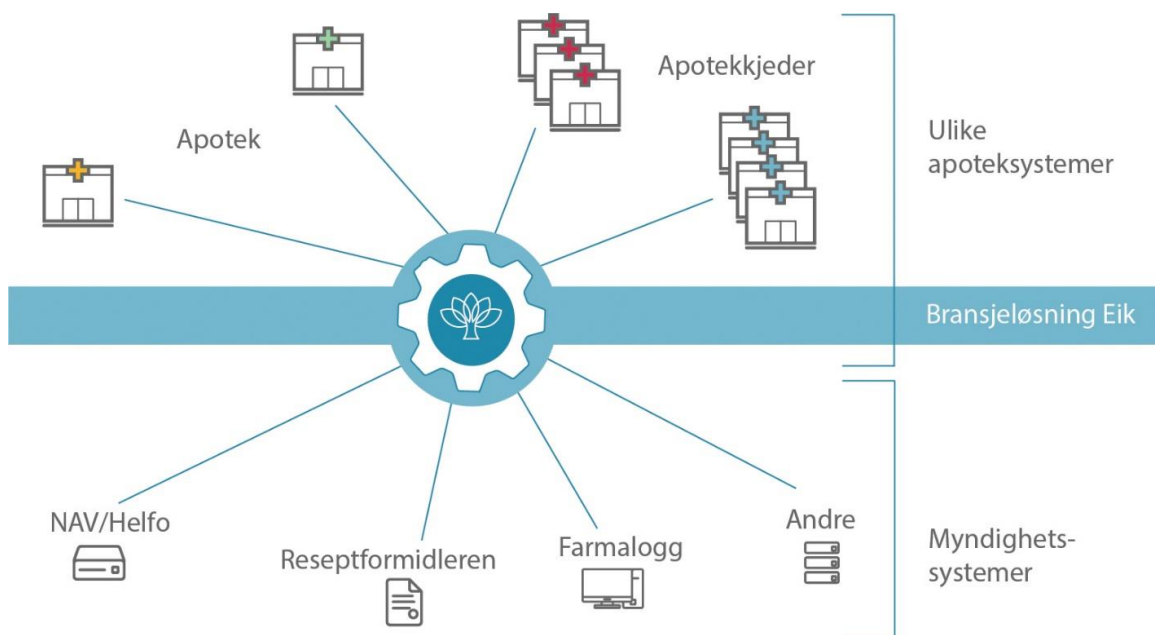 Apotekkjeder
Apotek
Ulike
apoteksystemer
Bransjeløsning Eik
NAV/Helfo
Reseptformidleren
Farmalogg
Andre
Myndighets-
systemer